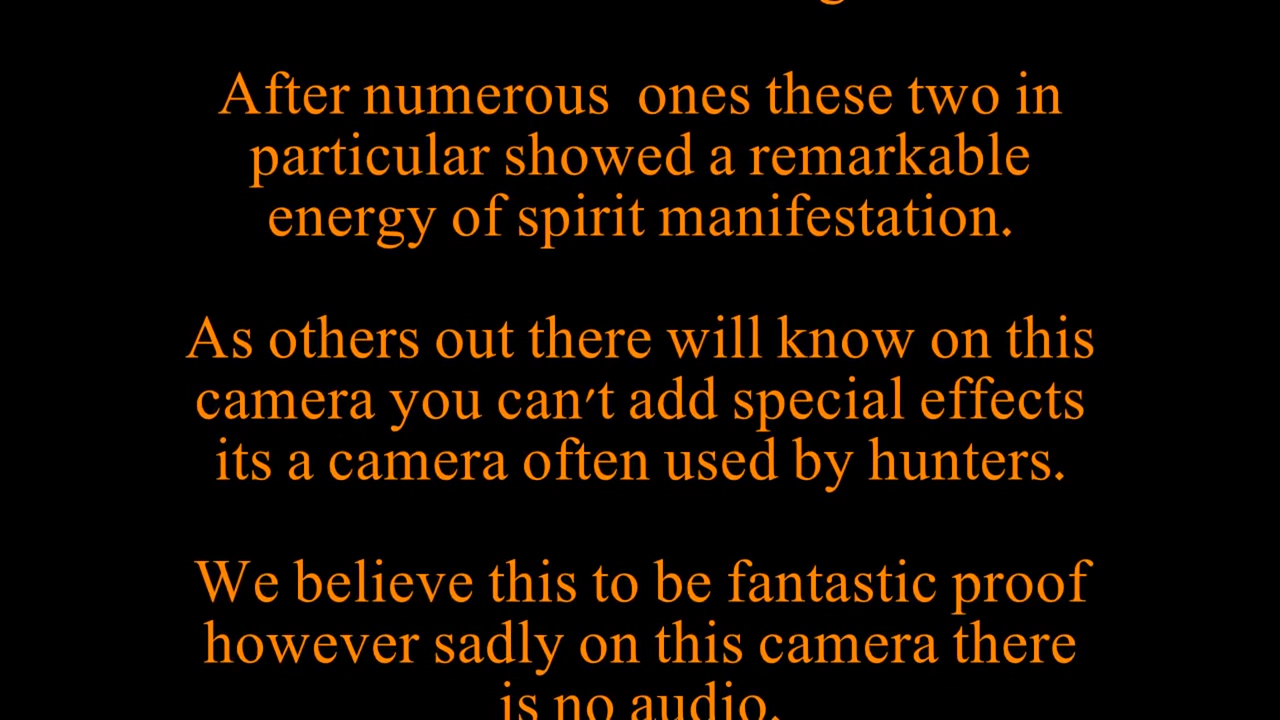 After numerous  ones these two in
particular showed a remarkable
energy of spirit manifestation.
As others out there will know on this
camera you can't add special effects
its a camera often used by hunters.
We believe this to be fantastic proof
however sadly on this camera there
is no audio.